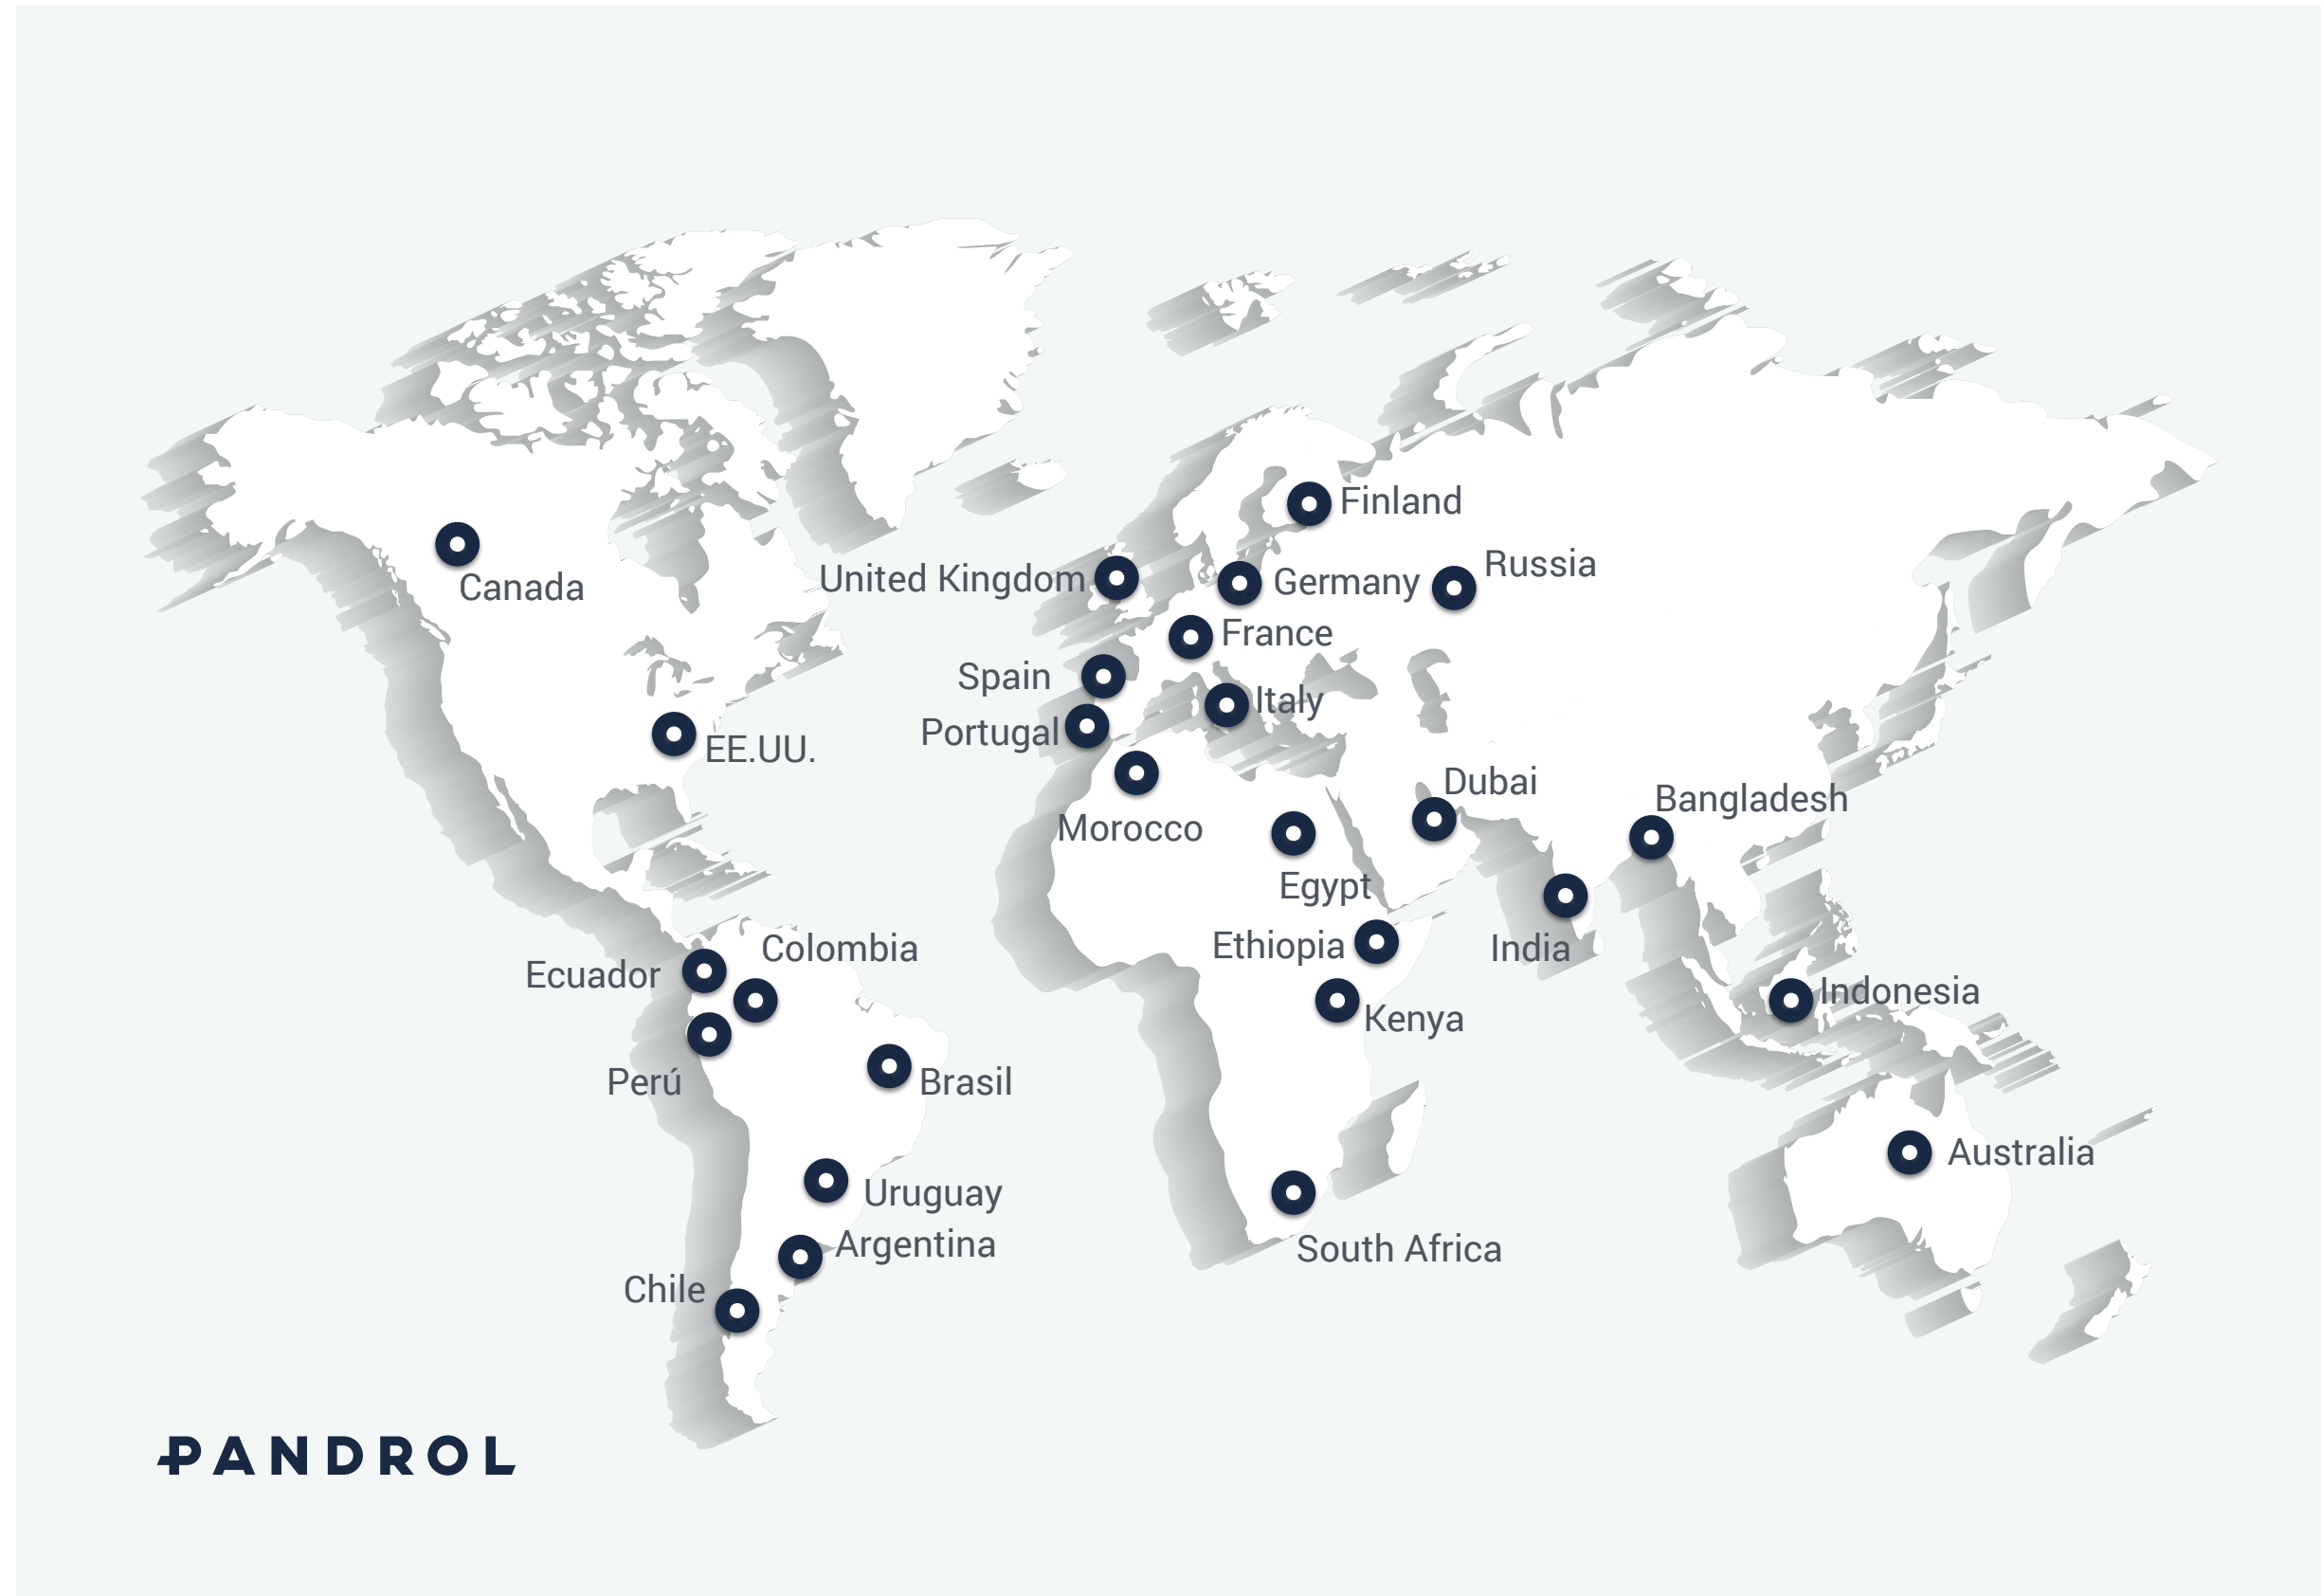 Finland
Canada
United Kingdom
Germany
Russia
France
Spain
Italy
Portugal
EE.UU.
Dubai
Bangladesh
Morocco
Egypt
Colombia
Ethiopia
India
Ecuador
Indonesia
Kenya
Perú
Brasil
Australia
Uruguay
Argentina
South Africa
Chile
PANDROL